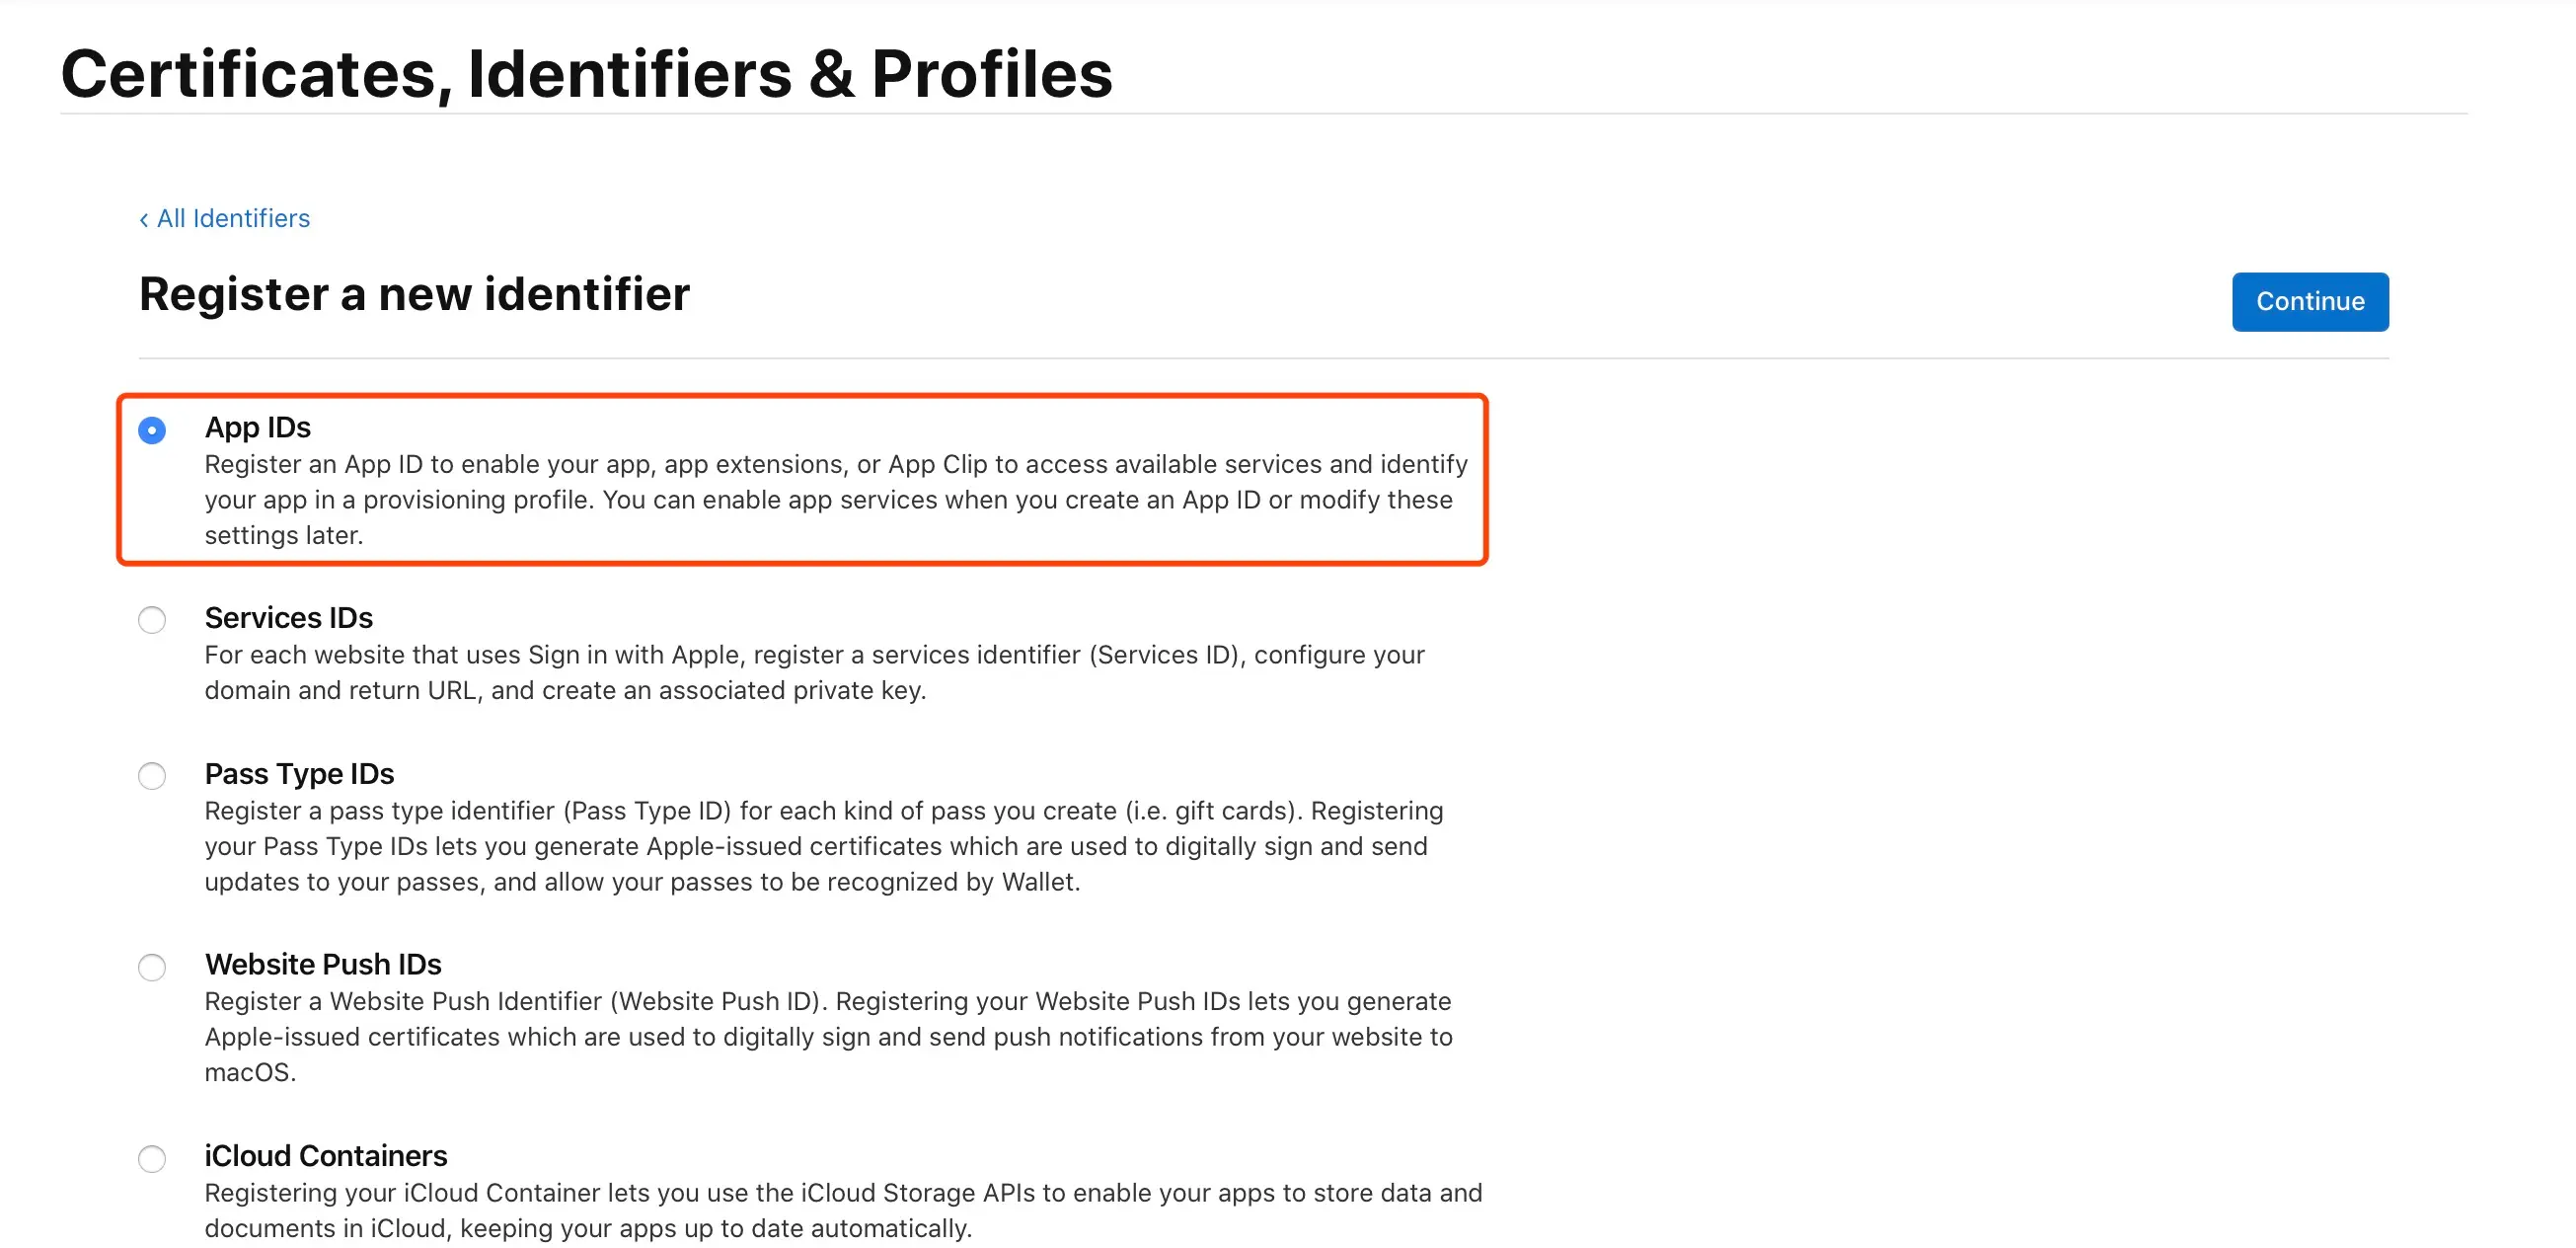 Certificates, Identifiers & Profiles
‹ All Identifiers
Register a new identifier
Continue
App IDs
Register an App ID to enable your app, app extensions, or App Clip to access available services and identify
your app in a provisioning profile. You can enable app services when you create an App ID or modify these
settings later.
Services IDs
For each website that uses Sign in with Apple, register a services identifier (Services ID), configure your
domain and return URL, and create an associated private key.
Pass Type IDs
Register a pass type identifier (Pass Type ID) for each kind of pass you create (i.e. gift cards). Registering
your Pass Type IDs lets you generate Apple-issued certificates which are used to digitally sign and send
updates to your passes, and allow your passes to be recognized by Wallet.
Website Push IDs
Register a Website Push Identifier (Website Push ID). Registering your Website Push IDs lets you generate
Apple-issued certificates which are used to digitally sign and send push notifications from your website to
macOS.
iCloud Containers
Registering your iCloud Container lets you use the iCloud Storage APIs to enable your apps to store data and
documents in iCloud, keeping your apps up to date automatically.